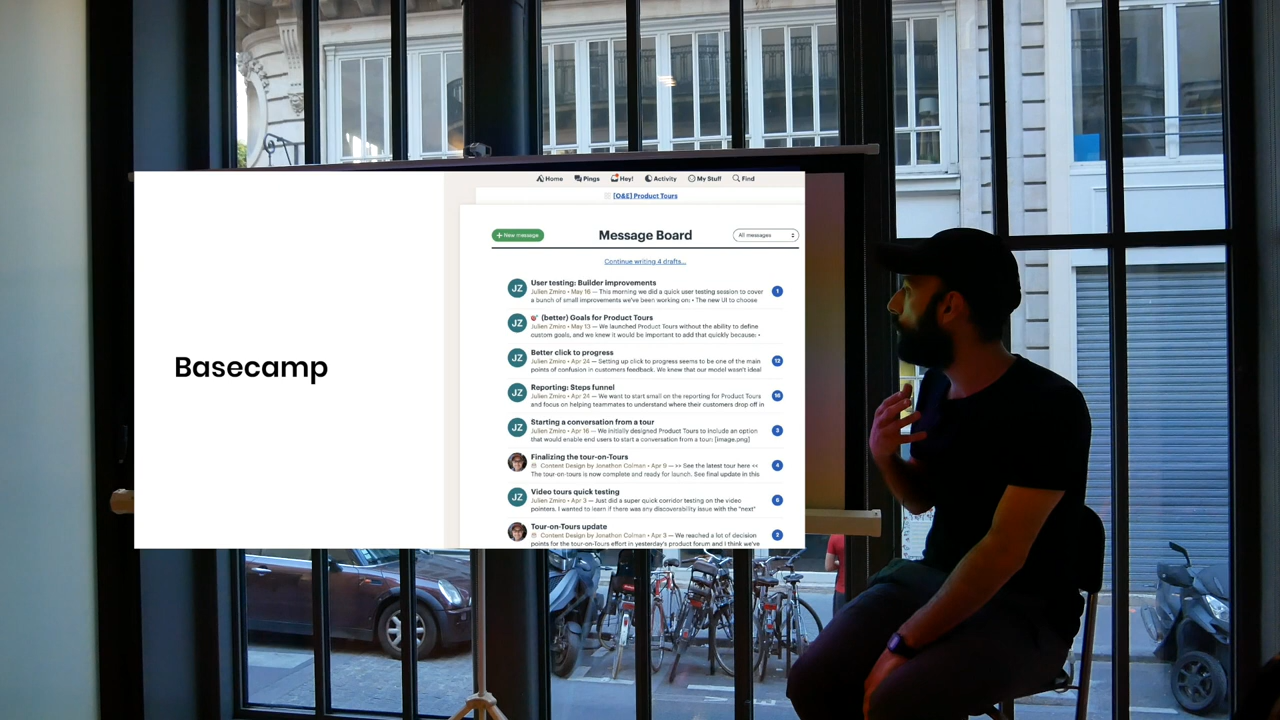 Basecamp
Home Pings Hey! Activity My Stuff Find
[O&E] Product Tours
+ New message
Message Board
All messages
Continue writing 4 drafts...
JZ
User testing: Builder improvements
Julien Zmiro • May 16 — This morning we did a quick user testing session to cover
a bunch of small improvements we've been working on: • The new UI to choose
1
JZ
(better) Goals for Product Tours
Julien Zmiro • May 13 — We launched Product Tours without the ability to define
custom goals, and we knew it would be important to add that quickly because: •
JZ
Better click to progress
Julien Zmiro • Apr 24 — Setting up click to progress seems to be one of the main
points of confusion in customers feedback. We knew that our model wasn't ideal
12
JZ
Reporting: Steps funnel
Julien Zmiro • Apr 24 — We want to start small on the reporting for Product Tours
and focus on helping teammates to understand where their customers drop off in
16
JZ
Starting a conversation from a tour
Julien Zmiro • Apr 16 — We initially designed Product Tours to include an option
that would enable end users to start a conversation from a tour: [image.png]
3
Finalizing the tour-on-Tours
Content Design by Jonathon Colman • Apr 9 — >> See the latest tour here <<
The tour-on-tours is now complete and ready for launch. See final update in this
4
JZ
Video tours quick testing
Julien Zmiro • Apr 3 — Just did a super quick corridor testing on the video
pointers. I wanted to learn if there was any discoverability issue with the "next"
6
Tour-on-Tours update
Content Design by Jonathon Colman • Apr 3 — We reached a lot of decision
points for the tour-on-Tours effort in yesterday's product forum and I think we've
2